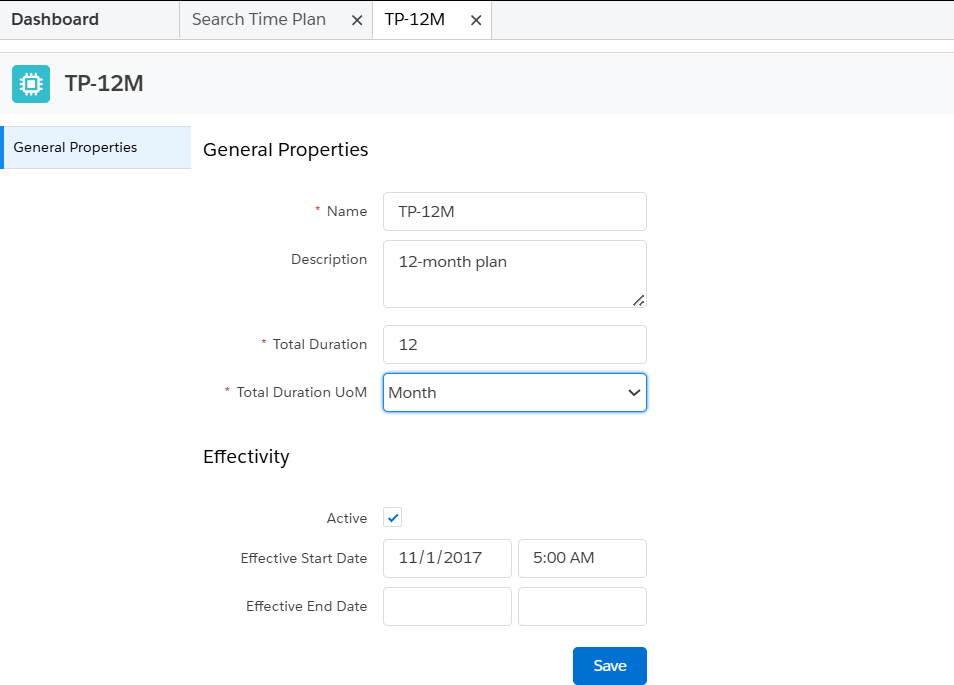 Dashboard Search Time Plan TP-12M
TP-12M
General Properties
General Properties
* Name TP-12M
Description 12-month plan
* Total Duration 12
* Total Duration UoM Month
Effectivity
Active
Effective Start Date 11/1/2017 5:00 AM
Effective End Date
Save